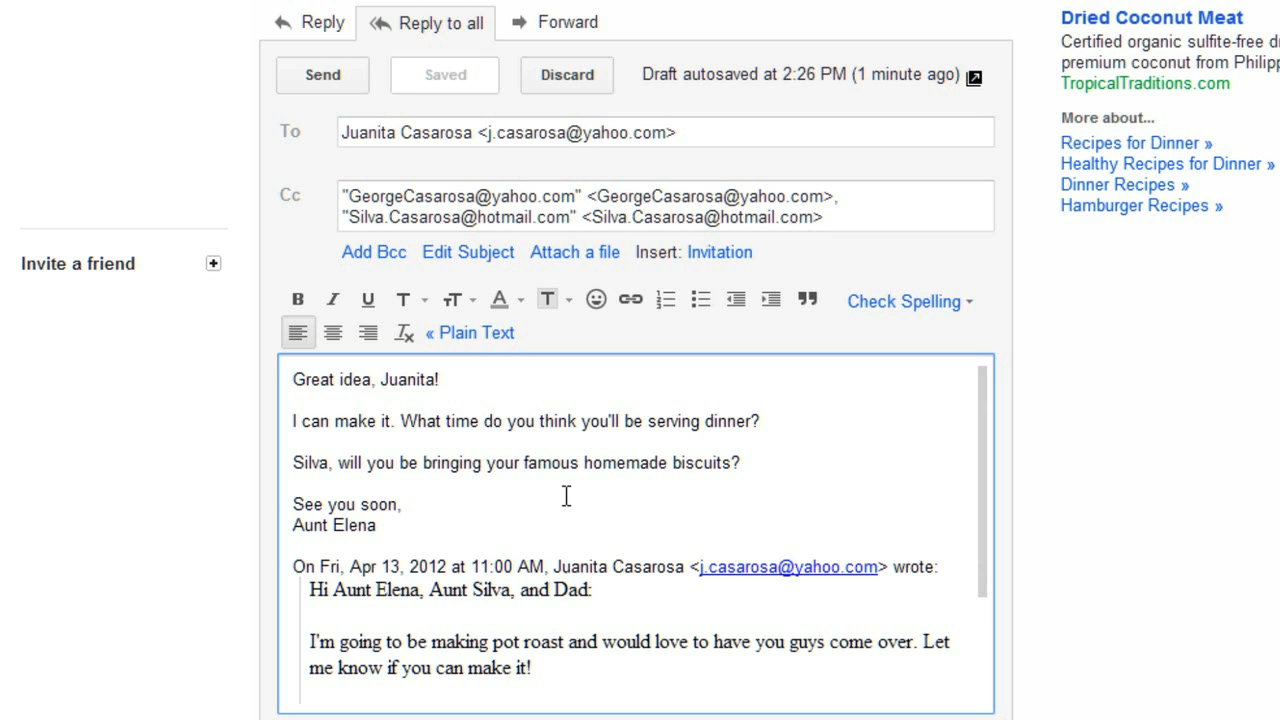 Reply Reply to all Forward
Send Saved Discard Draft autosaved at 2:26 PM (1 minute ago)
To Juanita Casarosa <j.casarosa@yahoo.com>
Cc "GeorgeCasarosa@yahoo.com" <GeorgeCasarosa@yahoo.com>,
"Silva.Casarosa@hotmail.com" <Silva.Casarosa@hotmail.com>
Add Bcc Edit Subject Attach a file Insert: Invitation
B I U T TT A T Check Spelling
Tx « Plain Text
Great idea, Juanita!
I can make it. What time do you think you'll be serving dinner?
Silva, will you be bringing your famous homemade biscuits?
See you soon,
Aunt Elena
On Fri, Apr 13, 2012 at 11:00 AM, Juanita Casarosa <j.casarosa@yahoo.com> wrote:
Hi Aunt Elena, Aunt Silva, and Dad:
I'm going to be making pot roast and would love to have you guys come over. Let
me know if you can make it!
Invite a friend
Dried Coconut Meat
Certified organic sulfite-free
premium coconut from
TropicalTraditions.com
More about...
Recipes for Dinner »
Healthy Recipes for Dinner »
Dinner Recipes »
Hamburger Recipes »